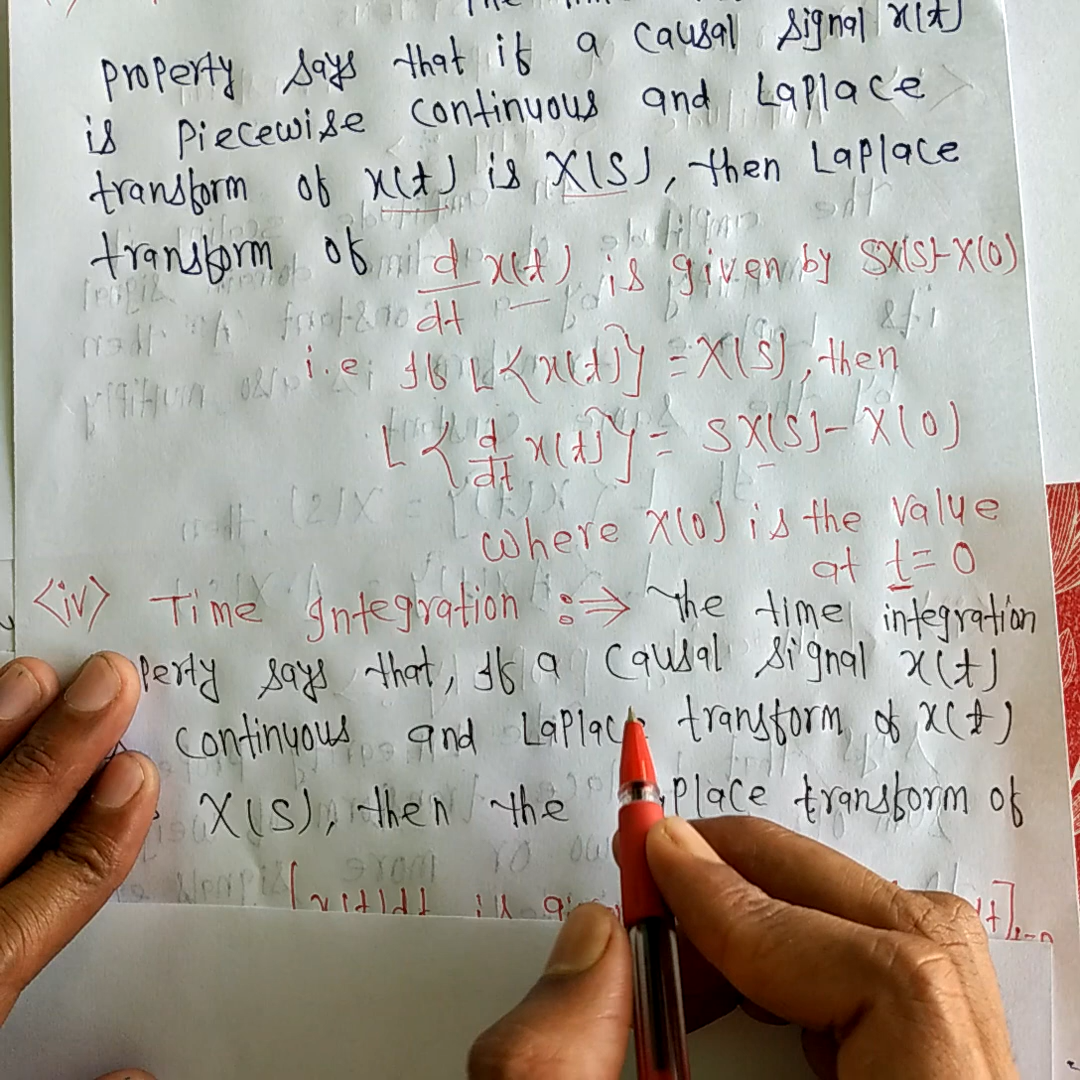 property says that if a causal signal x(t)
is piecewise continuous and Laplace
transform of x(t) is X(S), then Laplace
transform of d/dt x(t) is given by SX(S)-X(0)
i.e; If L{x(t)} = X(S), then
L{d/dt x(t)} = SX(S)-X(0)
where X(0) is the value
at t=0
<iv> Time Integration :⇒ The time integration
perty says that, If a causal signal x(t)
continuous and Laplace transform of x(t)
X(S), then the place transform of
∫x(t)dt is